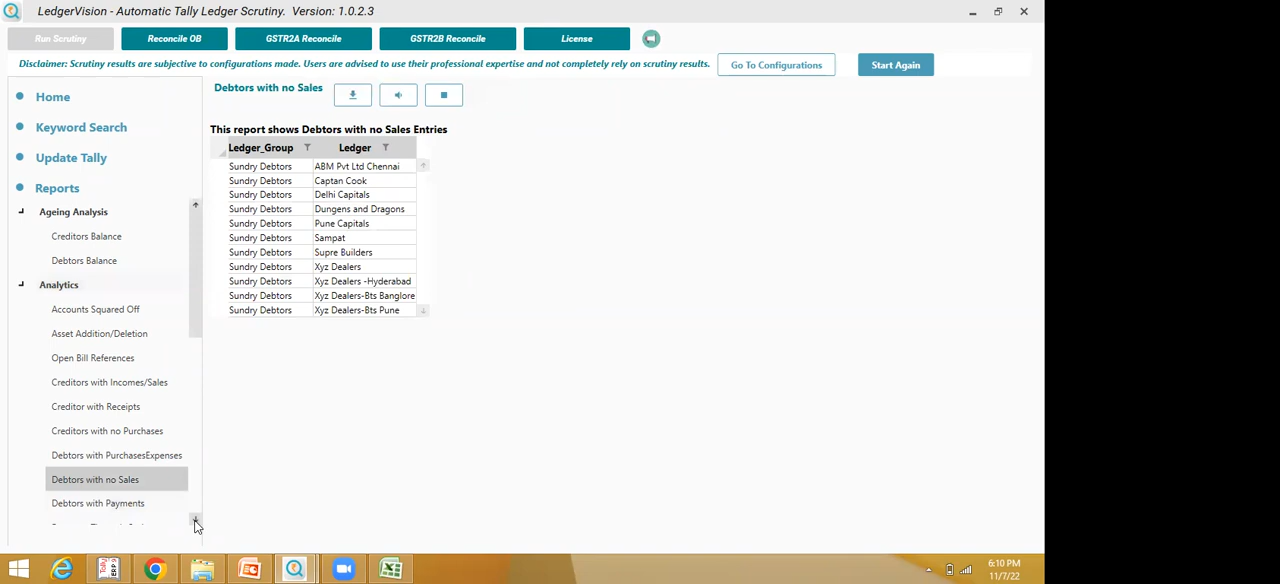 LedgerVision - Automatic Tally Ledger Scrutiny. Version: 1.0.2.3
Run Scrutiny
Reconcile OB
GSTR2A Reconcile
GSTR2B Reconcile
License
Disclaimer: Scrutiny results are subjective to configurations made. Users are advised to use their professional expertise and not completely rely on scrutiny results.
Go To Configurations
Start Again
Home
Keyword Search
Update Tally
Reports
Ageing Analysis
Creditors Balance
Debtors Balance
Analytics
Accounts Squared Off
Asset Addition/Deletion
Open Bill References
Creditors with Incomes/Sales
Creditor with Receipts
Creditors with no Purchases
Debtors with PurchasesExpenses
Debtors with no Sales
Debtors with Payments
Debtors with no Sales
This report shows Debtors with no Sales Entries
Ledger_Group Ledger
Sundry Debtors ABM Pvt Ltd Chennai
Sundry Debtors Captan Cook
Sundry Debtors Delhi Capitals
Sundry Debtors Dungens and Dragons
Sundry Debtors Pune Capitals
Sundry Debtors Sampat
Sundry Debtors Supre Builders
Sundry Debtors Xyz Dealers
Sundry Debtors Xyz Dealers -Hyderabad
Sundry Debtors Xyz Dealers-Bts Banglore
Sundry Debtors Xyz Dealers-Bts Pune
6:10 PM
11/7/22